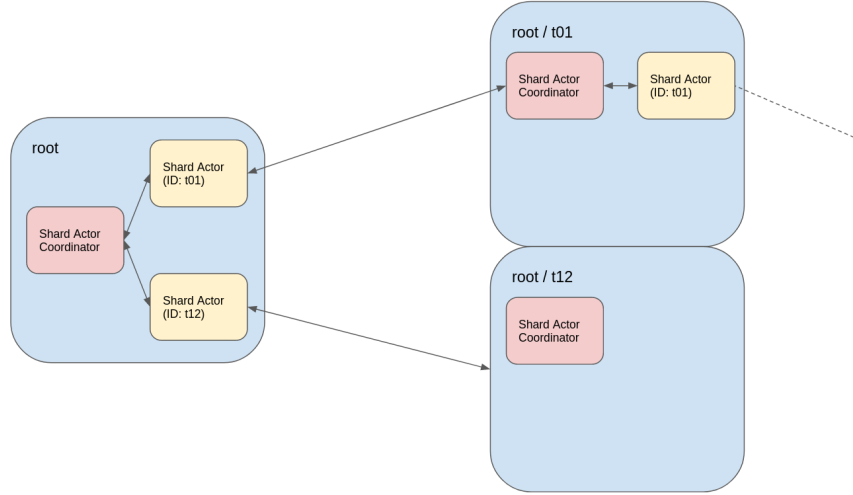 root
Shard Actor
(ID: t01)
Shard Actor
Coordinator
Shard Actor
(ID: t12)
root / t01
Shard Actor
Coordinator
Shard Actor
(ID: t01)
root / t12
Shard Actor
Coordinator